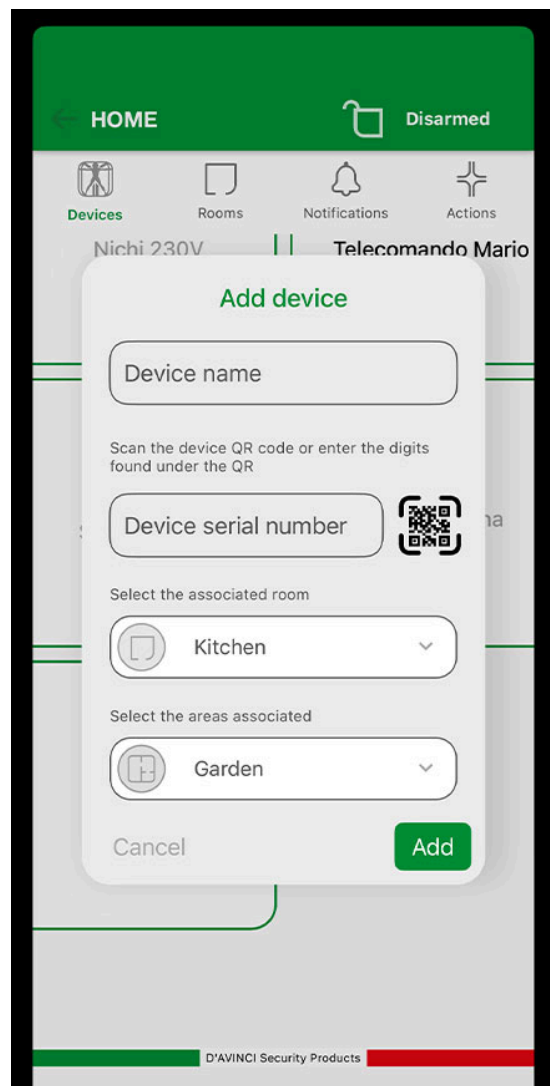 HOME
Disarmed
Devices
Rooms
Notifications
Actions
Nichi 230V
Telecomando Mario
Add device
Device name
Scan the device QR code or enter the digits
found under the QR
Device serial number
Select the associated room
Kitchen
Select the areas associated
Garden
Cancel
Add
D'AVINCI Security Products